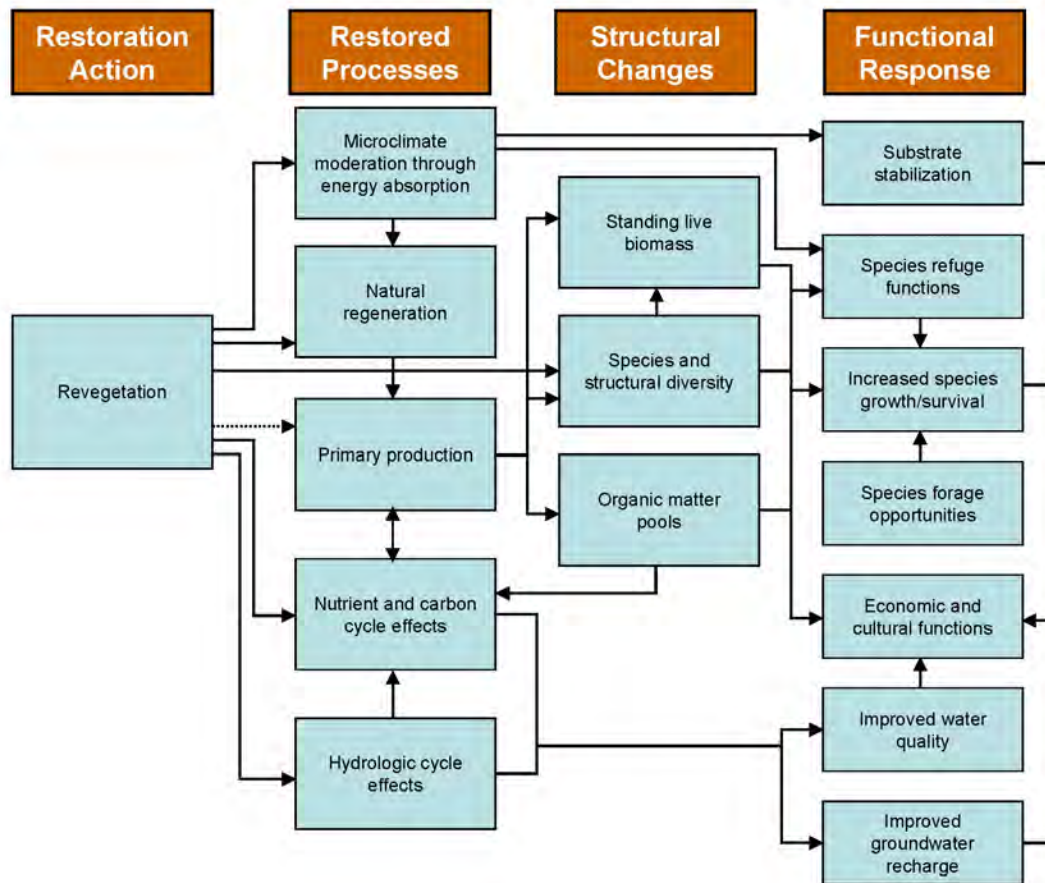 Restoration
Action
Restored
Processes
Structural
Changes
Functional
Response
Revegetation
Microclimate
moderation through
energy absorption
Natural
regeneration
Primary production
Nutrient and carbon
cycle effects
Hydrologic cycle
effects
Standing live
biomass
Species and
structural diversity
Organic matter
pools
Substrate
stabilization
Species refuge
functions
Increased species
growth/survival
Species forage
opportunities
Economic and
cultural functions
Improved water
quality
Improved
groundwater
recharge